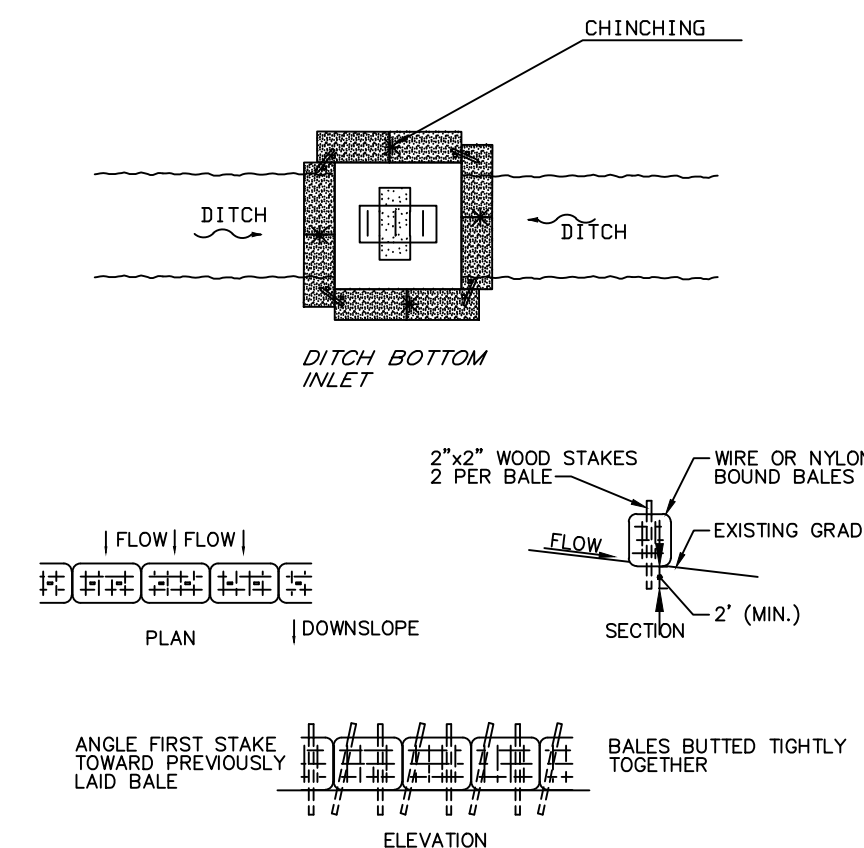 CHINCHING
DITCH
DITCH
DITCH BOTTOM
INLET
2"x2" WOOD STAKES
2 PER BALE
WIRE OR NYLON
BOUND BALES
FLOW
EXISTING GRAD
2' (MIN.)
SECTION
FLOW FLOW
PLAN
DOWNSLOPE
ANGLE FIRST STAKE
TOWARD PREVIOUSLY
LAID BALE
BALES BUTTED TIGHTLY
TOGETHER
ELEVATION